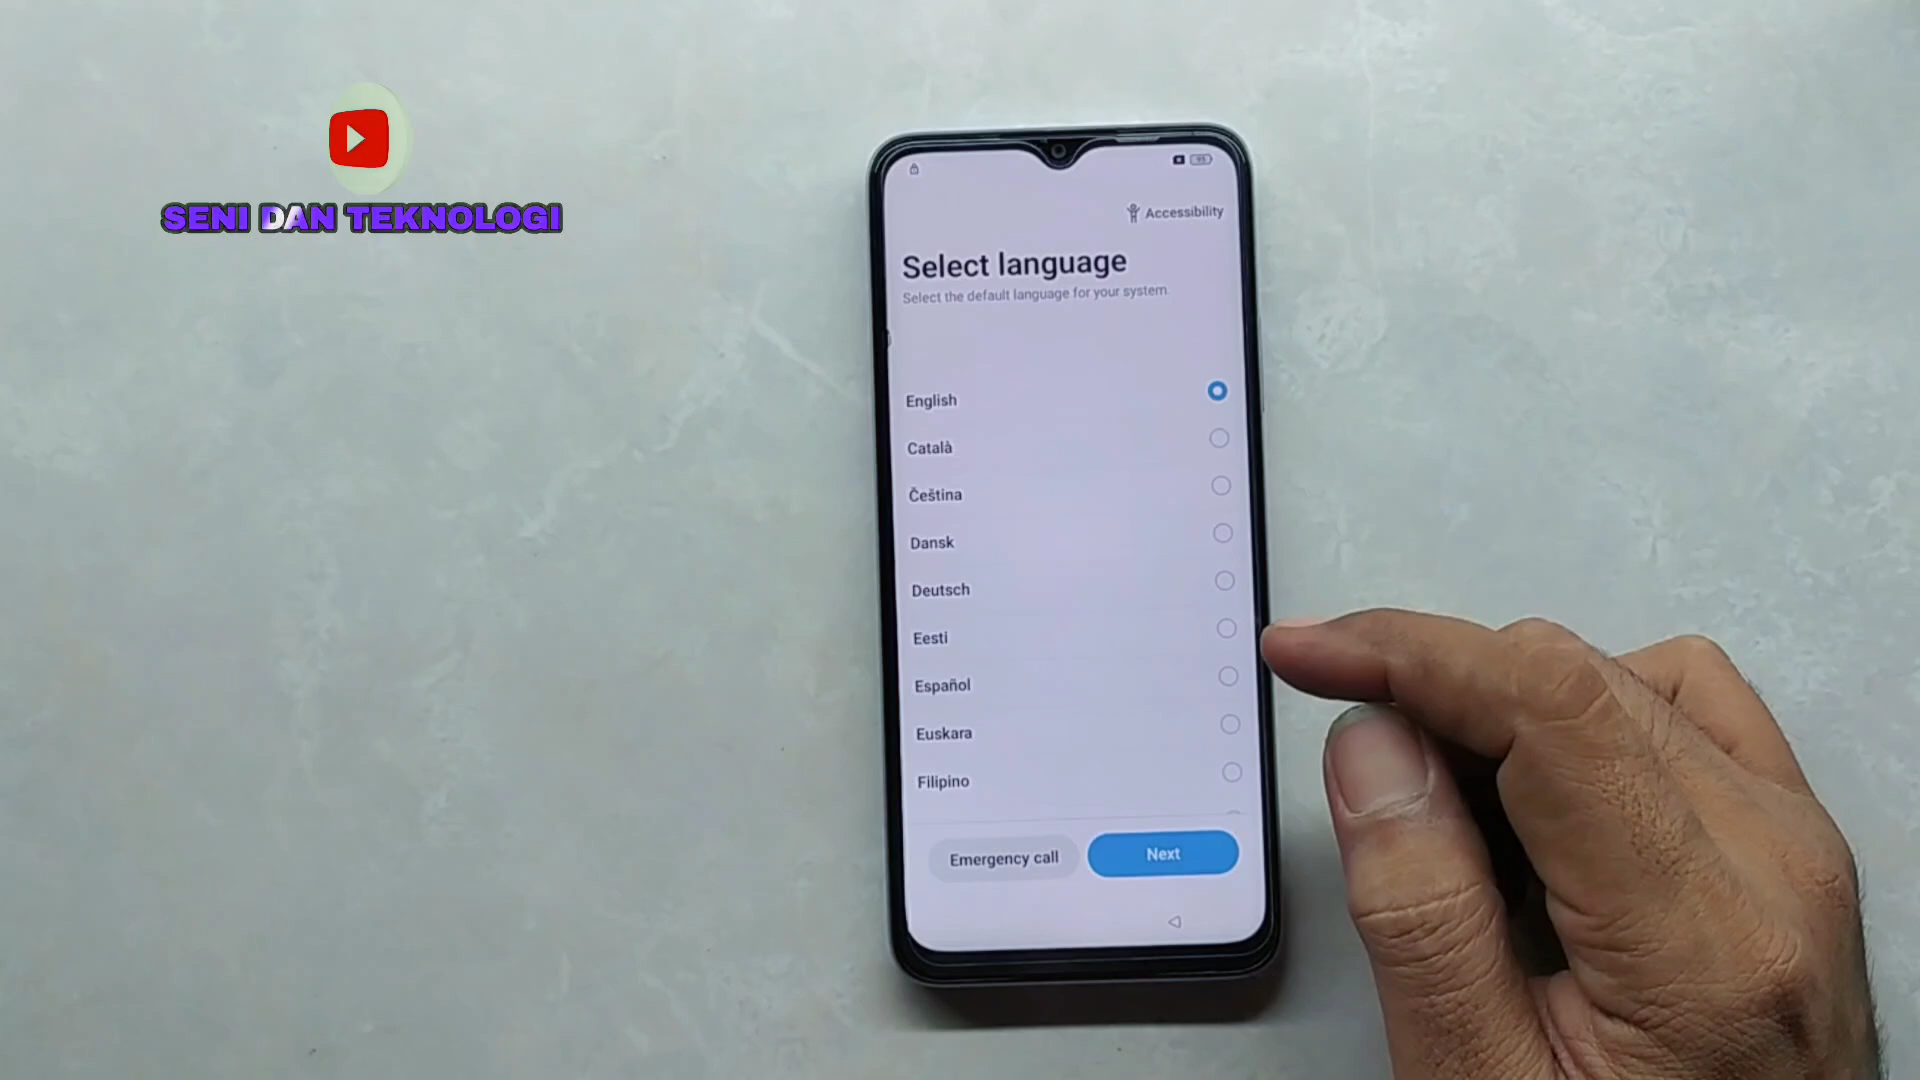 SENI DAN TEKNOLOGI
Accessibility
Select language
Select the default language for your system.
English
Català
Čeština
Dansk
Deutsch
Eesti
Español
Euskara
Filipino
Emergency call
Next